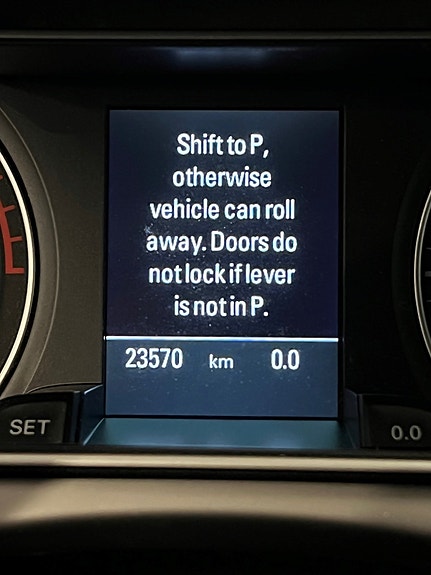 Shift to P,
otherwise
vehicle can roll
away. Doors do
not lock if lever
is not in P.
23570 km 0.0
SET 0.0